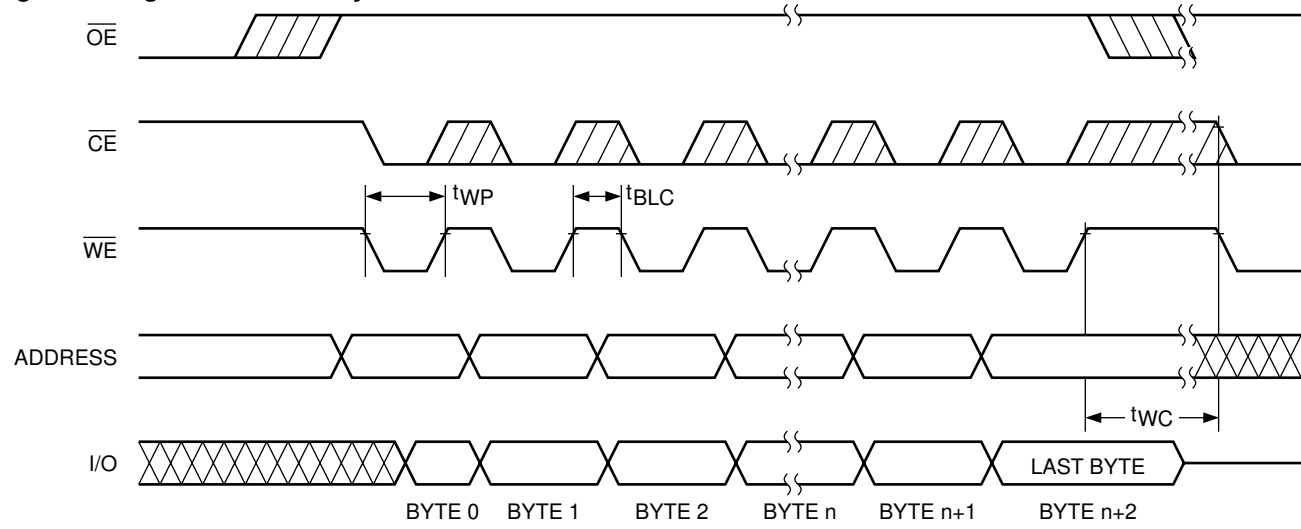 OE
CE
tWP
tBLC
WE
ADDRESS
tWC
I/O
LAST BYTE
BYTE 0 BYTE 1 BYTE 2 BYTE n BYTE n+1 BYTE n+2